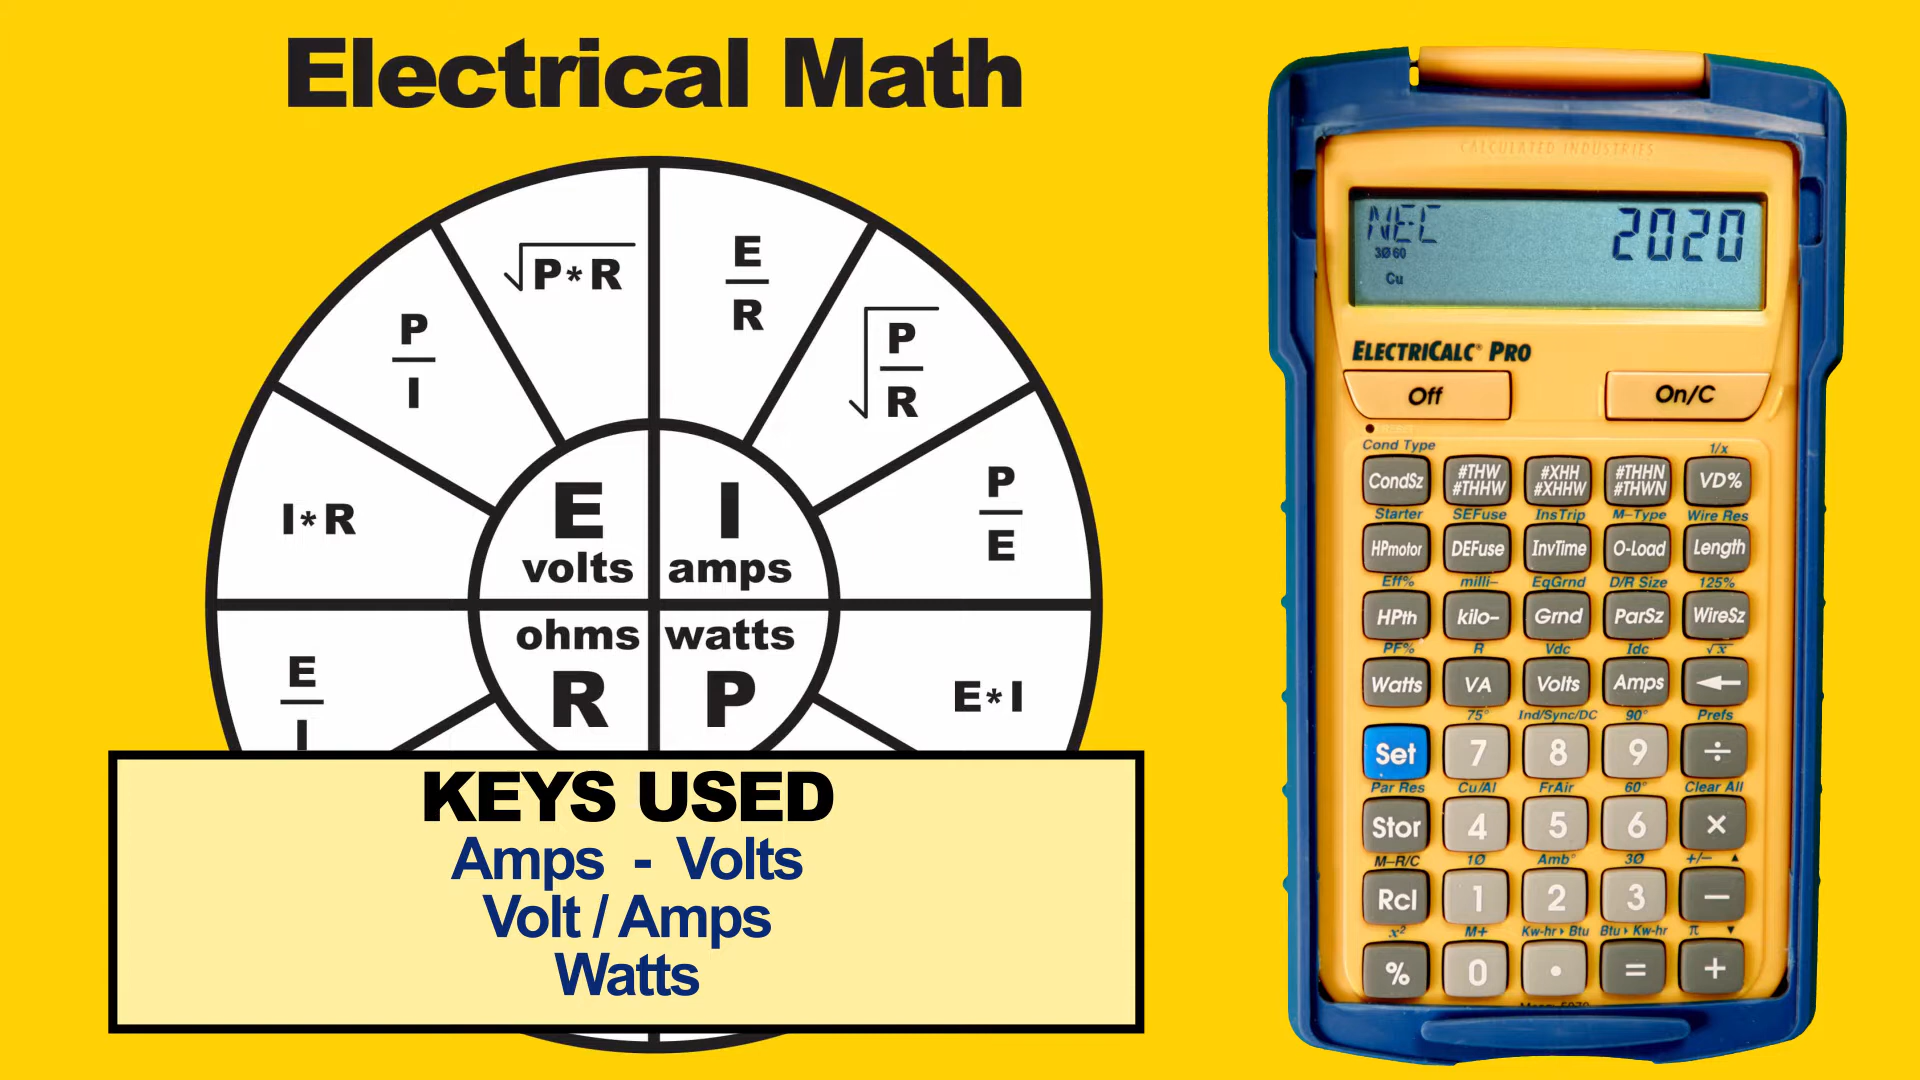 Electrical Math
√P*R
E
R
√P
R
P
I
P
E
I*R
E
volts
I
amps
ohms
R
watts
P
E
I
E*I
KEYS USED
Amps - Volts
Volt / Amps
Watts
CALCULATED INDUSTRIES
NEC 2020
3Ø 60
Cu
ELECTRICALC® PRO
Off On/C
Cond Type 1/x
CondSz #THW #THHW #XHH #XHHW #THHN #THWN VD%
Starter SEFuse InsTrip M-Type Wire Res
HPmotor DEFuse InvTime O-Load Length
Eff% milli- EqGrnd D/R Size 125%
HPth kilo- Grnd ParSz WireSz
PF% R Vdc Idc √x
Watts VA Volts Amps ←
75° Ind/Sync/DC 90° Prefs
Set 7 8 9 ÷
Par Res Cu/Al FrAir 60° Clear All
Stor 4 5 6 ×
M-R/C 1Ø Amb° 3Ø +/- ▲
Rcl 1 2 3 −
x² M+ Kw-hr▸Btu Btu▸Kw-hr π ▼
% 0 • = +